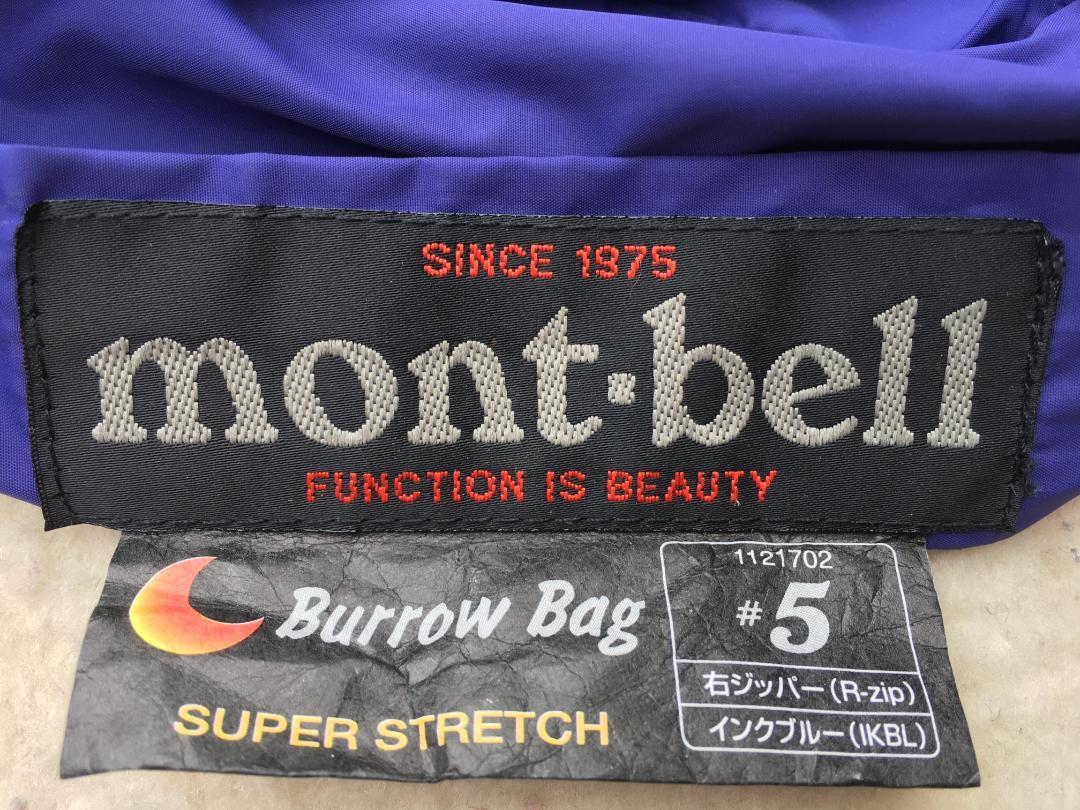 SINCE 1975
mont·bell
FUNCTION IS BEAUTY
Burrow Bag
SUPER STRETCH
1121702
#5
右ジッパー(R-zip)
インクブルー(IKBL)